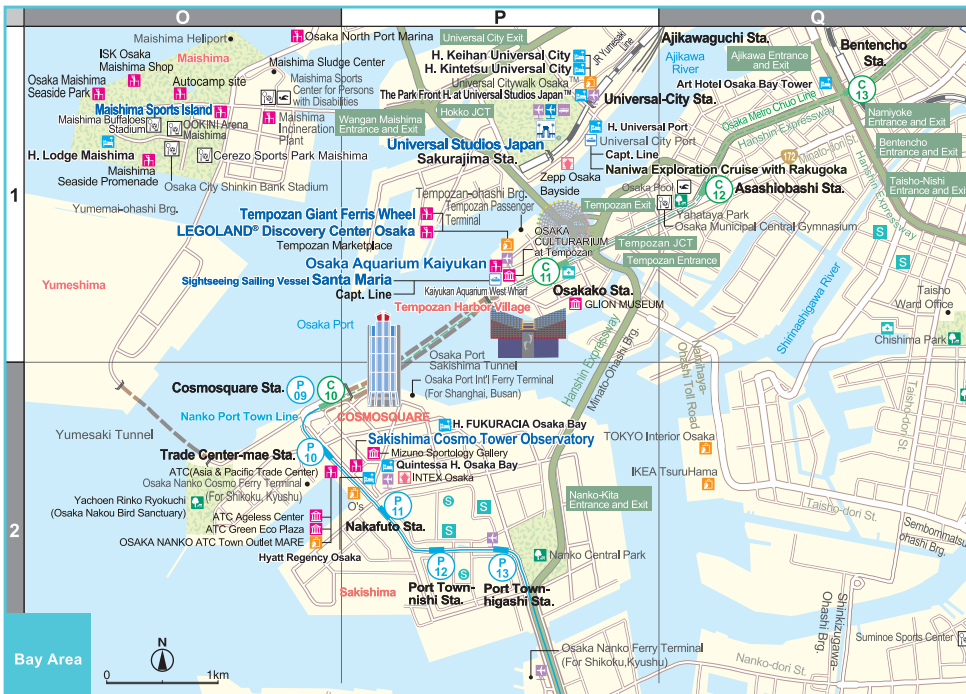 O
P
Q
1
2
Maishima Heliport
ISK Osaka
Maishima Shop
Maishima
Osaka North Port Marina
Universal City Exit
JR Yumesaki
Line
Ajikawaguchi Sta.
Osaka Maishima
Seaside Park
Autocamp site
Maishima Sludge Center
H. Keihan Universal City
H. Kintetsu Universal City
Universal Citywalk Osaka™
The Park Front H. at Universal Studios Japan™
Universal-City Sta.
Ajikawa
River
Ajikawa Entrance
and Exit
Bentencho
Sta.
Art Hotel Osaka Bay Tower
C
13
Maishima Sports
Center for Persons
with Disabilities
Maishima Sports Island
Maishima Buffaloes
Stadium
OOKINI Arena
Maishima
Maishima
Incineration
Plant
Wangan Maishima
Entrance and Exit
Hokko JCT
Osaka Metro Chuo Line
Hanshin Expressway
Namiyoke
Entrance and Exit
H. Lodge Maishima
Cerezo Sports Park Maishima
Maishima
Seaside Promenade
Osaka City Shinkin Bank Stadium
Universal Studios Japan
Sakurajima Sta.
H. Universal Port
Universal City Port
Capt. Line
Naniwa Exploration Cruise with Rakugoka
172
Minato-dori St.
Bentencho
Entrance and Exit
Zepp Osaka
Bayside
Osaka Pool
C
12
Asashiobashi Sta.
Taisho-Nishi
Entrance and Exit
Hanshin Expressway
Yumemai-ohashi Brg.
Tempozan-ohashi Brg.
Tempozan Passenger
Terminal
Tempozan Exit
Yahataya Park
Osaka Municipal Central Gymnasium
Tempozan Giant Ferris Wheel
LEGOLAND® Discovery Center Osaka
Tempozan Marketplace
OSAKA
CULTURARIUM
at Tempozan
Tempozan JCT
Tempozan Entrance
S
S
Osaka Aquarium Kaiyukan
Sightseeing Sailing Vessel Santa Maria
Capt. Line
Kaiyukan Aquarium West Wharf
C
11
Osakako Sta.
GLION MUSEUM
Tempozan Harbor Village
Yumeshima
Osaka Port
Shirinashigawa River
Taisho
Ward Office
Chishima Park
Osaka Port
Sakishima Tunnel
Hanshin Expressway
Minato-Ohashi Brg.
Namihaya-
Ohashi Toll Road
Taisho-dori St.
Cosmosquare Sta.
P
09
C
10
Osaka Port Int'l Ferry Terminal
(For Shanghai, Busan)
Nanko Port Town Line
COSMOSQUARE
H. FUKURACIA Osaka Bay
Yumesaki Tunnel
Sakishima Cosmo Tower Observatory
TOKYO Interior Osaka
Trade Center-mae Sta.
P
10
Mizuno Sportology Gallery
Quintessa H. Osaka Bay
INTEX Osaka
IKEA TsuruHama
ATC(Asia & Pacific Trade Center)
Osaka Nanko Cosmo Ferry Terminal
(For Shikoku, Kyushu)
Yachoen Rinko Ryokuchi
(Osaka Nakou Bird Sanctuary)
O's
P
11
Nakafuto Sta.
S
S
Nanko-Kita
Entrance and Exit
Taisho-dori St.
Sembonmatsu-
ohashi Brg.
ATC Ageless Center
ATC Green Eco Plaza
OSAKA NANKO ATC Town Outlet MARE
Hyatt Regency Osaka
Nanko Central Park
P
12
S
P
13
Port Town-
nishi Sta.
Port Town-
higashi Sta.
Sakishima
Shinkizugawa-
Ohashi Brg.
Suminoe Sports Center
Bay Area
N
0
1km
Osaka Nanko Ferry Terminal
(For Shikoku,Kyushu)
Nanko-dori St.